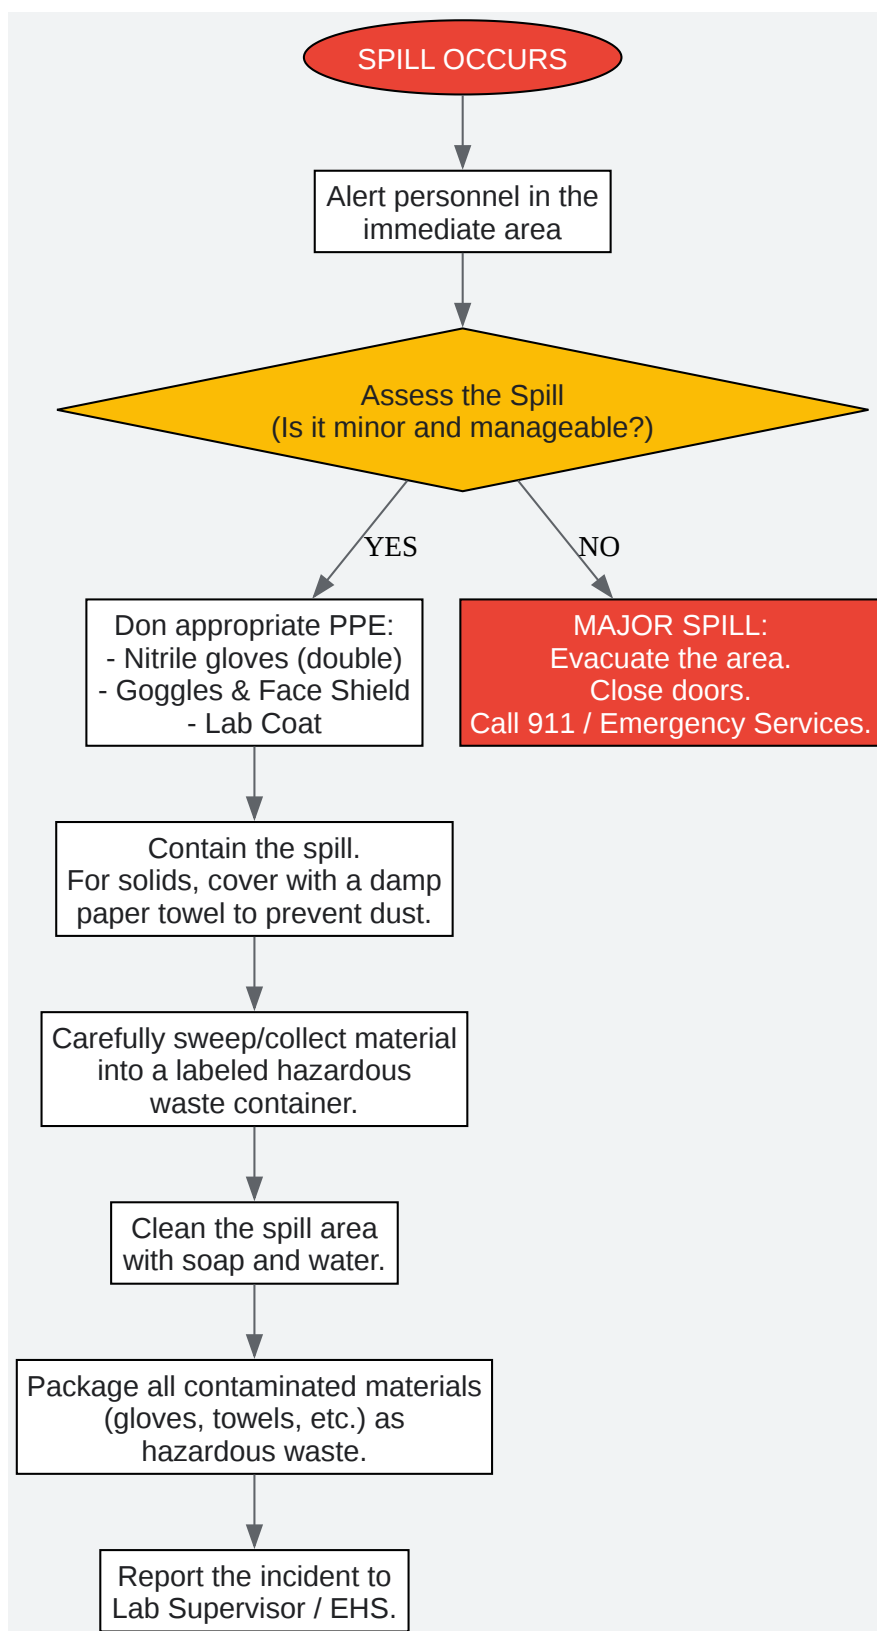 SPILL OCCURS
Alert personnel in the
immediate area
Assess the Spill
(Is it minor and manageable?)
YES
NO
Don appropriate PPE:
- Nitrile gloves (double)
- Goggles & Face Shield
- Lab Coat
MAJOR SPILL:
Evacuate the area.
Close doors.
Call 911 / Emergency Services.
Contain the spill.
For solids, cover with a damp
paper towel to prevent dust.
Carefully sweep/collect material
into a labeled hazardous
waste container.
Clean the spill area
with soap and water.
Package all contaminated materials
(gloves, towels, etc.) as
hazardous waste.
Report the incident to
Lab Supervisor / EHS.